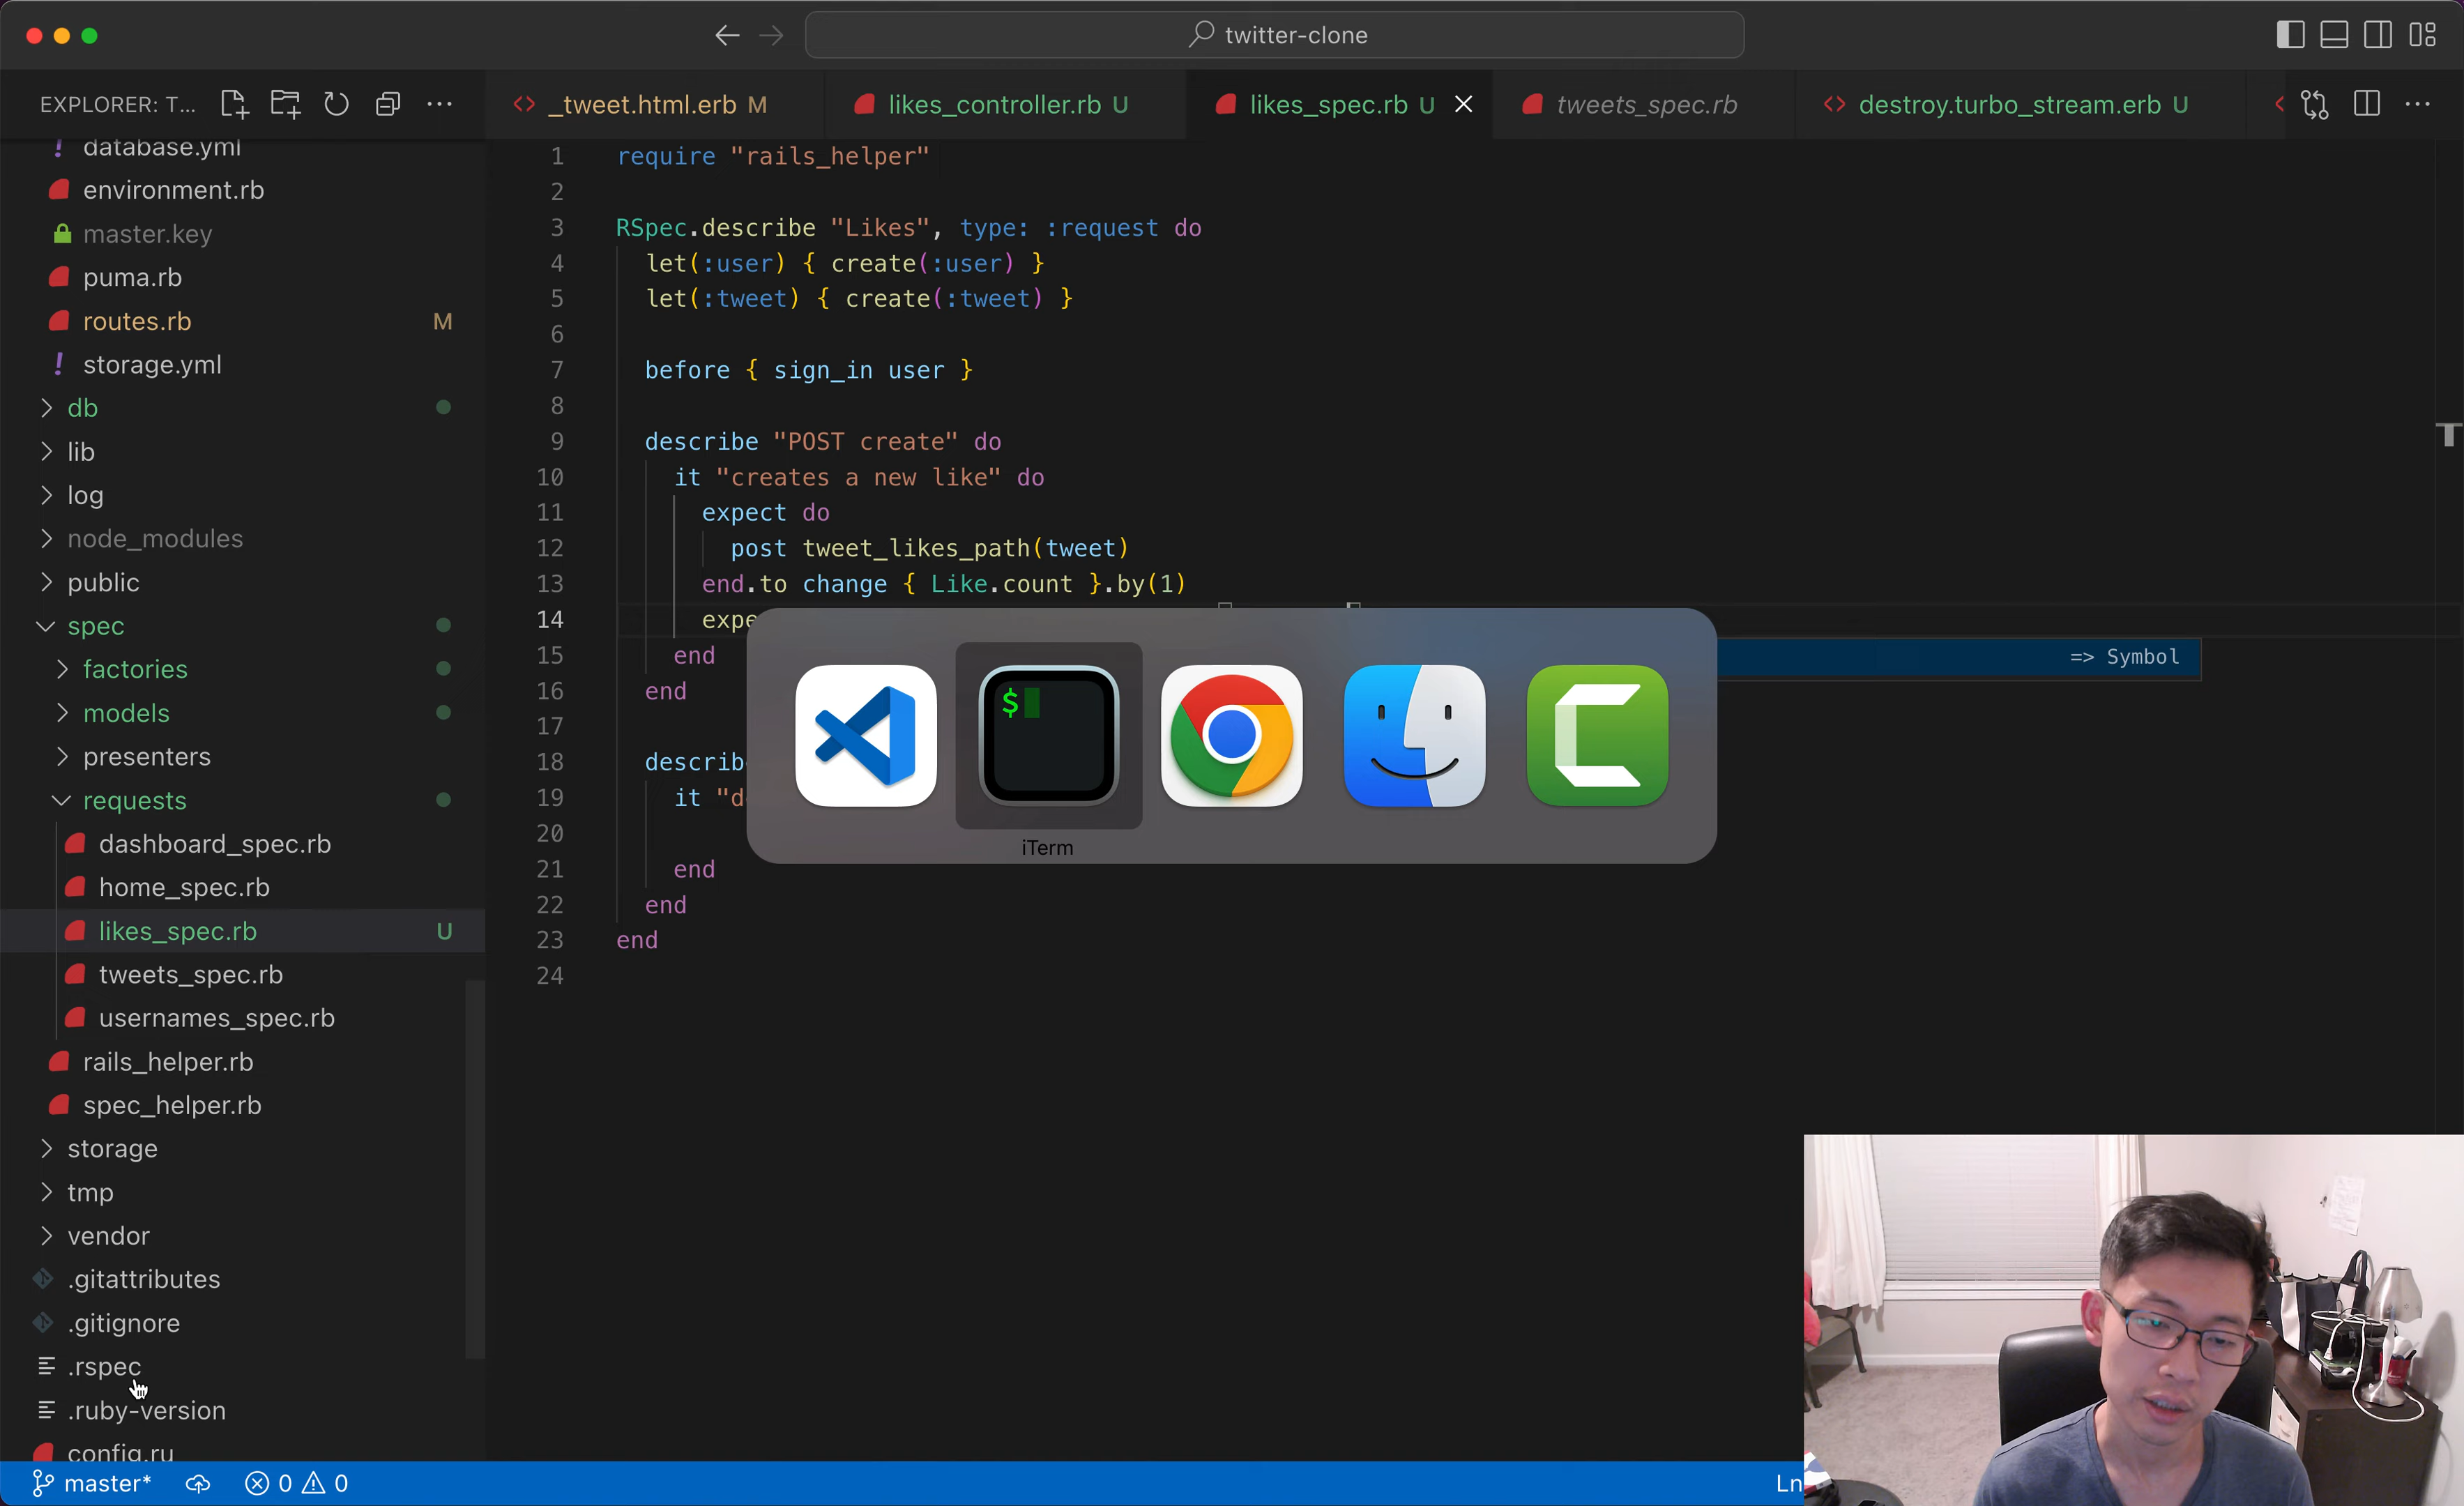 twitter-clone
EXPLORER: T...
_tweet.html.erb M
likes_controller.rb U
likes_spec.rb U
tweets_spec.rb
destroy.turbo_stream.erb U
database.yml
environment.rb
master.key
puma.rb
routes.rb M
storage.yml
db
lib
log
node_modules
public
spec
factories
models
presenters
requests
dashboard_spec.rb
home_spec.rb
likes_spec.rb U
tweets_spec.rb
usernames_spec.rb
rails_helper.rb
spec_helper.rb
storage
tmp
vendor
.gitattributes
.gitignore
.rspec
.ruby-version
config.ru
1 require "rails_helper"
2
3 RSpec.describe "Likes", type: :request do
4 let(:user) { create(:user) }
5 let(:tweet) { create(:tweet) }
6
7 before { sign_in user }
8
9 describe "POST create" do
10 it "creates a new like" do
11 expect do
12 post tweet_likes_path(tweet)
13 end.to change { Like.count }.by(1)
14 expe
15 end
16 end
17
18 describ
19 it "d
20
21 end
22 end
23 end
24
=> Symbol
$
iTerm
master* 0 0
Ln